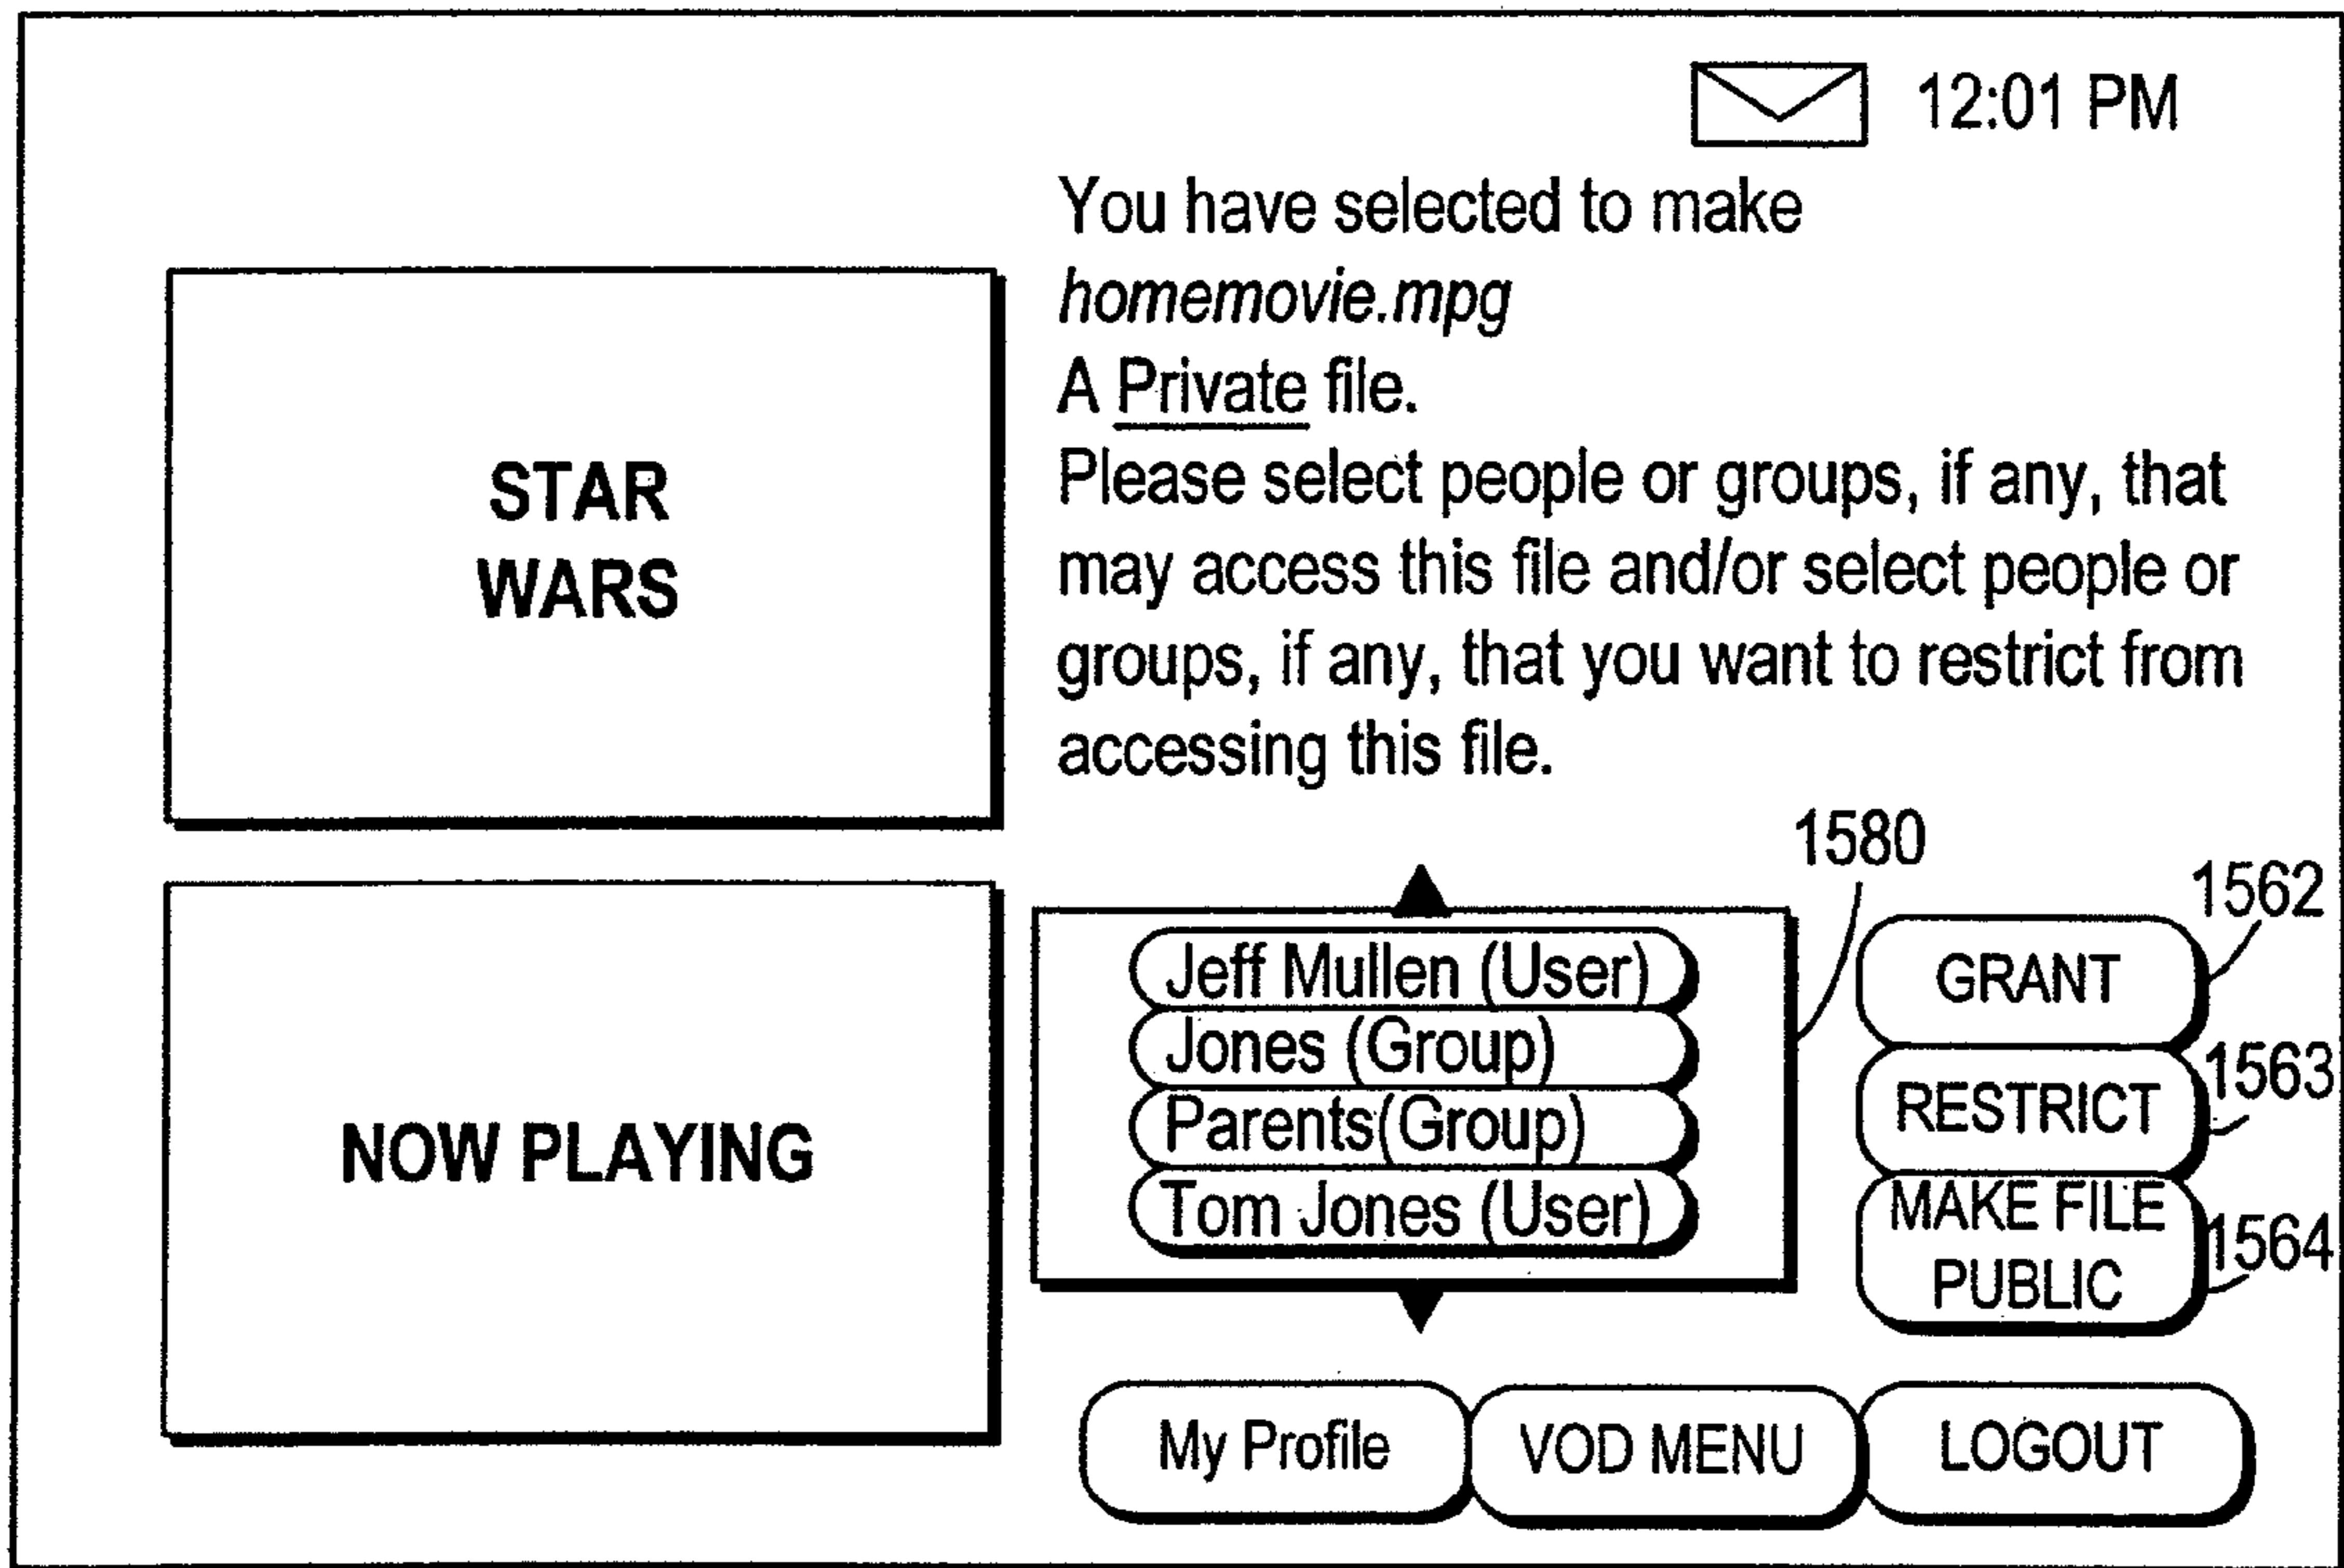 12:01 PM
You have selected to make
homemovie.mpg
A Private file.
Please select people or groups, if any, that
may access this file and/or select people or
groups, if any, that you want to restrict from
accessing this file.
STAR
WARS
NOW PLAYING
1580
1562
1563
1564
Jeff Mullen (User)
Jones (Group)
Parents(Group)
Tom Jones (User)
GRANT
RESTRICT
MAKE FILE
PUBLIC
My Profile
VOD MENU
LOGOUT